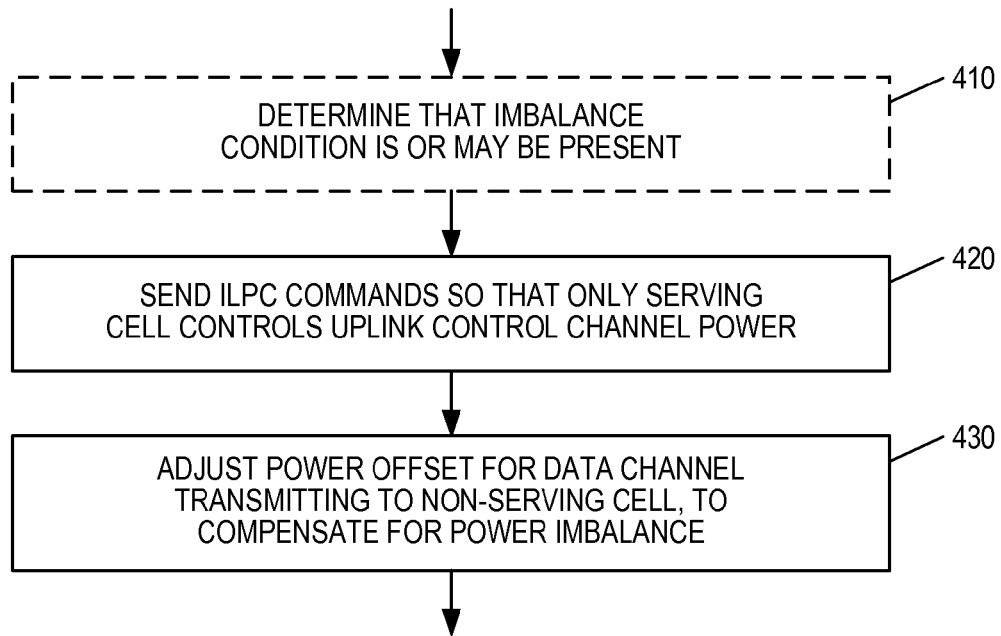 410
DETERMINE THAT IMBALANCE
CONDITION IS OR MAY BE PRESENT
420
SEND ILPC COMMANDS SO THAT ONLY SERVING
CELL CONTROLS UPLINK CONTROL CHANNEL POWER
430
ADJUST POWER OFFSET FOR DATA CHANNEL
TRANSMITTING TO NON-SERVING CELL, TO
COMPENSATE FOR POWER IMBALANCE